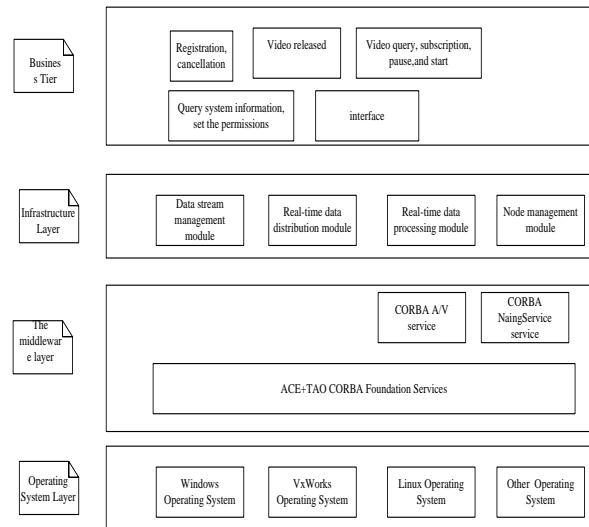 Busines
s Tier
Registration,
cancellation
Video released
Video query, subscription,
pause,and start
Query system information,
set the permissions
interface
Infrastructure
Layer
Data stream
management
module
Real-time data
distribution module
Real-time data
processing module
Node management
module
The
middlewar
e layer
CORBA A/V
service
CORBA
NaingService
service
ACE+TAO CORBA Foundation Services
Operating
System Layer
Windows
Operating System
VxWorks
Operating System
Linux Operating
System
Other Operating
System